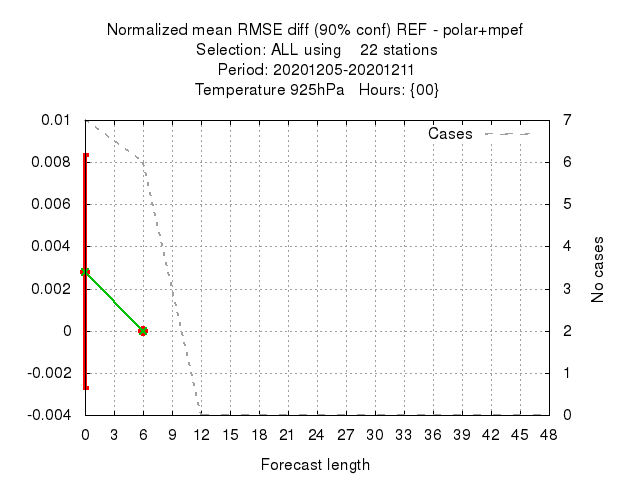 Normalized mean RMSE diff (90% conf) REF - polar+mpef
Selection: ALL using    22 stations
Period: 20201205-20201211
Temperature 925hPa   Hours: {00}
Cases
0.01
0.008
0.006
0.004
0.002
0
-0.002
-0.004
7
6
5
4
3
2
1
0
No cases
0 3 6 9 12 15 18 21 24 27 30 33 36 39 42 45 48
Forecast length